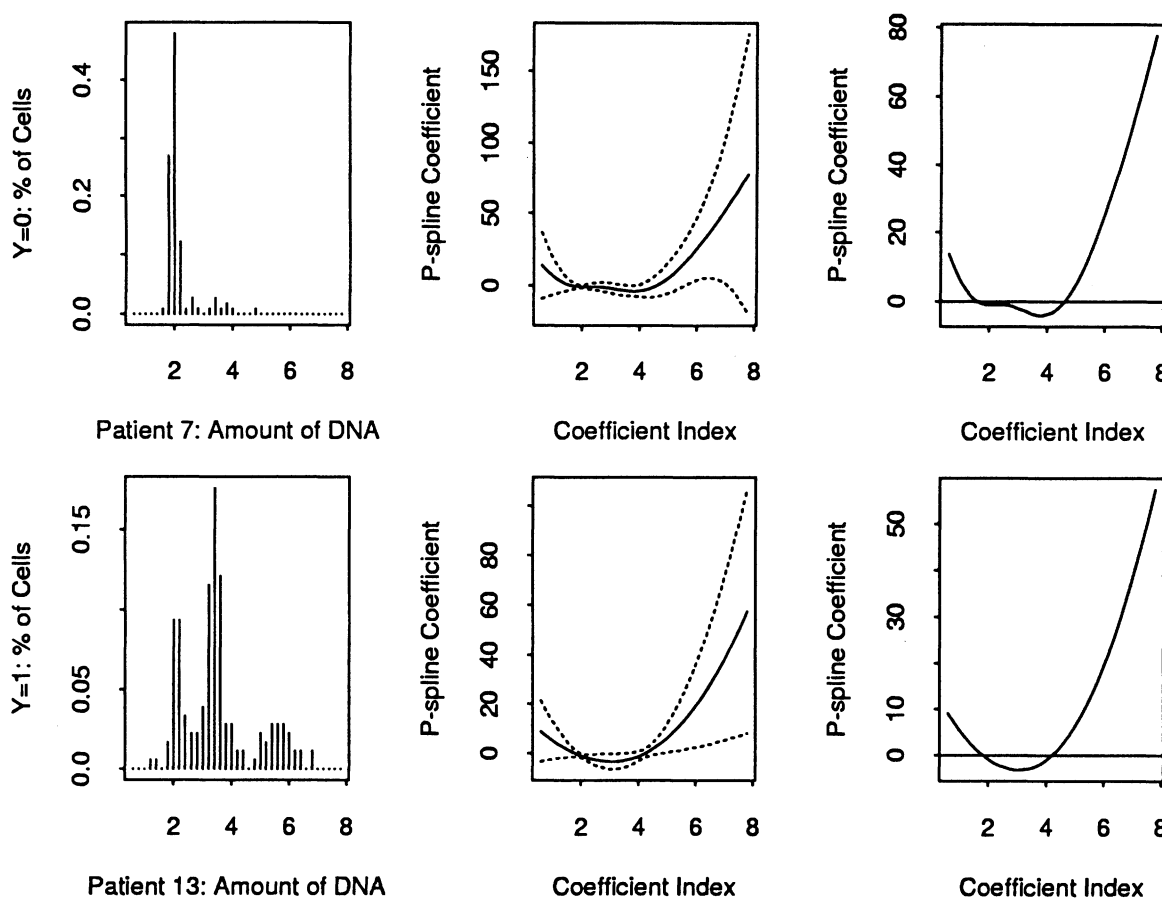 Y=0: % of Cells
0.0 0.2 0.4
2 4 6 8
Patient 7: Amount of DNA
P-spline Coefficient
0 50 100 150
2 4 6 8
Coefficient Index
P-spline Coefficient
0 20 40 60 80
2 4 6 8
Coefficient Index
Y=1: % of Cells
0.0 0.05 0.15
2 4 6 8
Patient 13: Amount of DNA
P-spline Coefficient
0 20 40 60 80
2 4 6 8
Coefficient Index
P-spline Coefficient
0 10 30 50
2 4 6 8
Coefficient Index